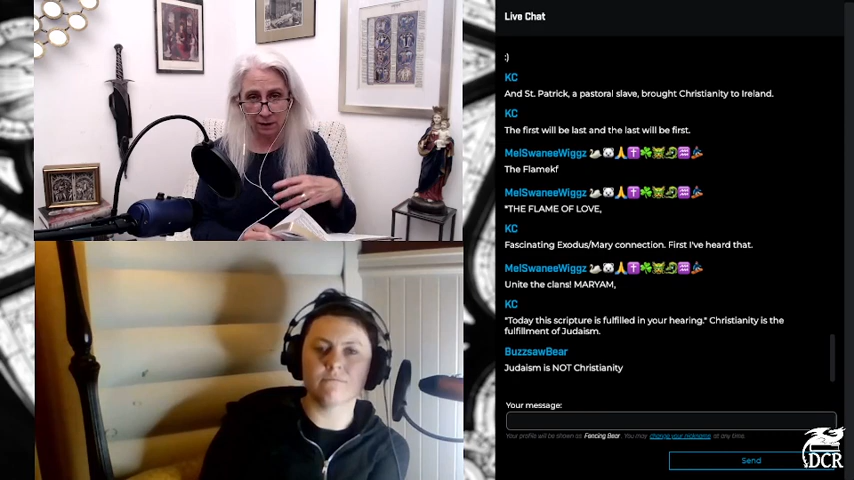 Live Chat
:)
KC
And St. Patrick, a pastoral slave, brought Christianity to Ireland.
KC
The first will be last and the last will be first.
MelSwaneeWiggz 🦢🐼🙏✝️☘️🐯🐲♒🎉
The Flamekf
MelSwaneeWiggz
*THE FLAME OF LOVE,
KC
Fascinating Exodus/Mary connection. First I've heard that.
MelSwaneeWiggz
Unite the clans! MARYAM,
KC
"Today this scripture is fulfilled in your hearing." Christianity is the
fulfillment of Judaism.
BuzzsawBear
Judaism is NOT Christianity
Your message:
Your profile will be shown as Fencing Bear. You may change your nickname at any time.
Send
DCR